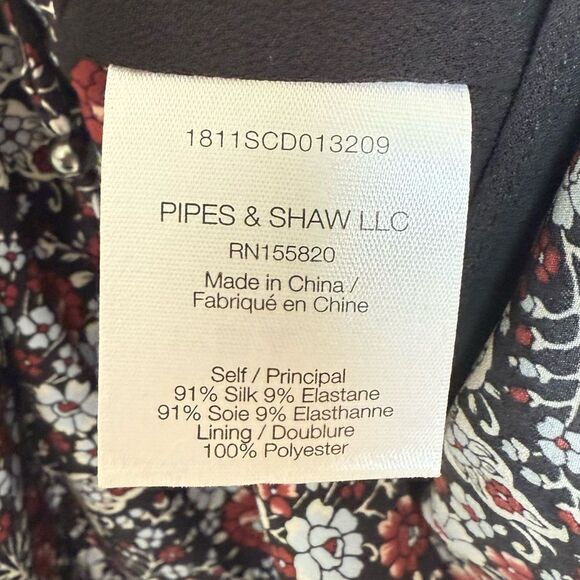 1811SCD013209
PIPES & SHAW LLC
RN155820
Made in China /
Fabriqué en Chine
Self / Principal
91% Silk 9% Elastane
91% Soie 9% Elasthanne
Lining / Doublure
100% Polyester